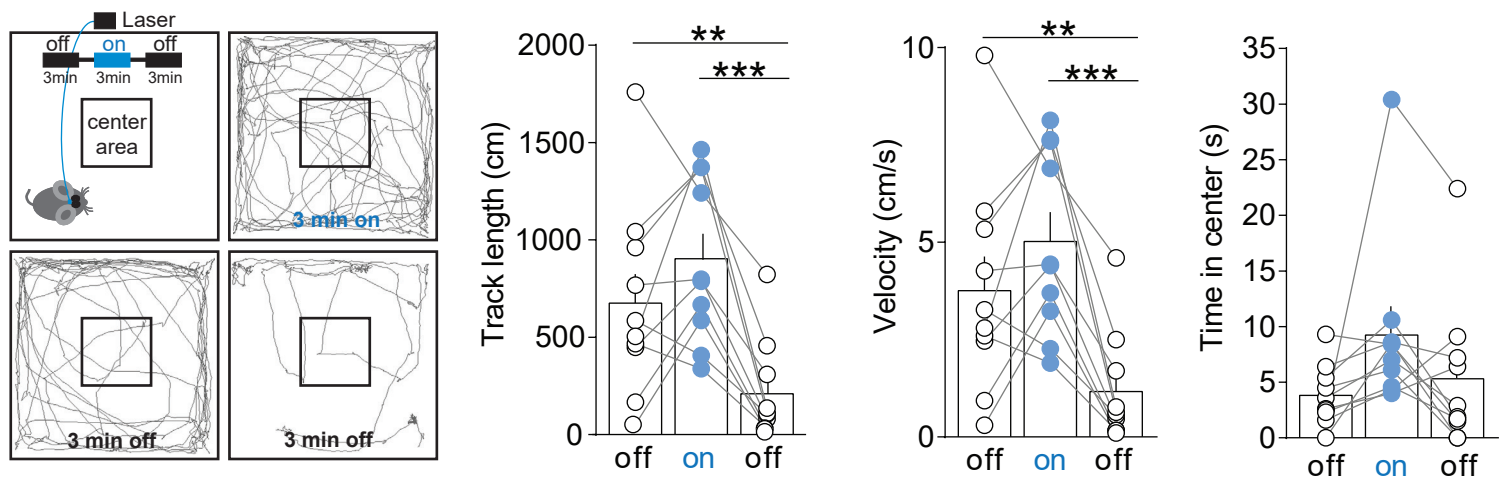 Laser
off on off
3min 3min 3min
center
area
3 min on
3 min off
3 min off
Track length (cm)
2000
1500
1000
500
0
** 
***
off on off
Velocity (cm/s)
10
5
0
**
***
off on off
Time in center (s)
35
30
25
20
15
10
5
0
off on off